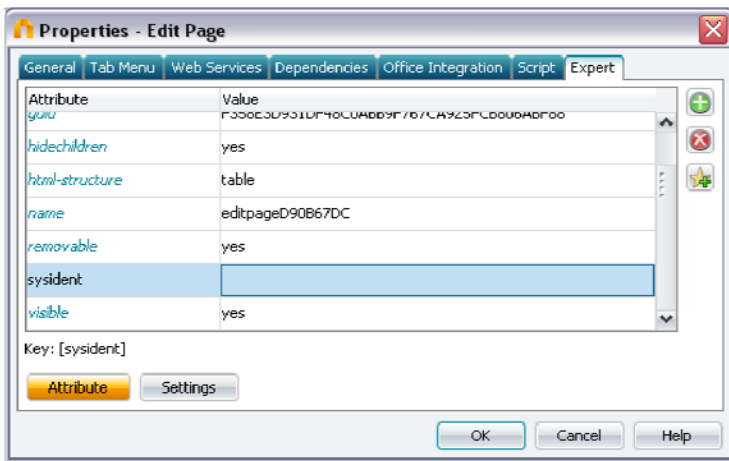 Properties - Edit Page
General Tab Menu Web Services Dependencies Office Integration Script Expert
Attribute Value
guid
hidechildren yes
html-structure table
name editpageD90B67DC
removable yes
sysident
visible yes
Key: [sysident]
Attribute Settings
OK Cancel Help